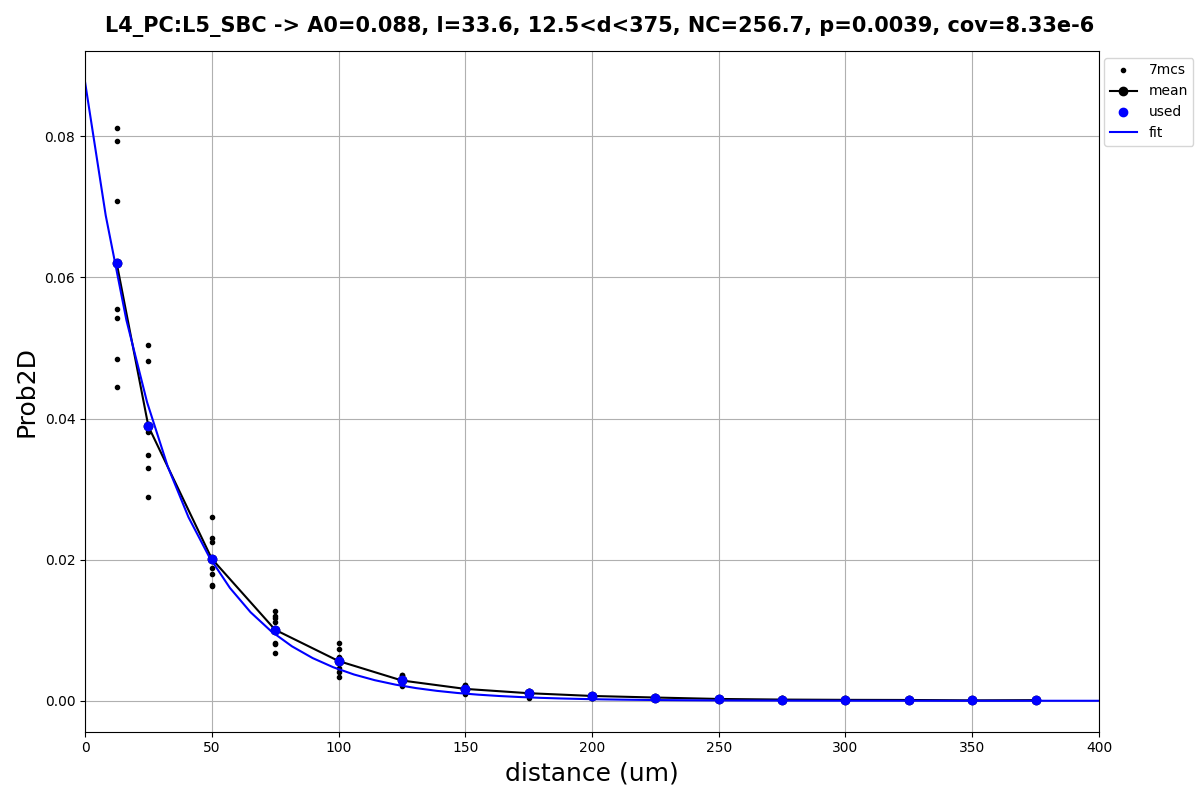 L4_PC:L5_SBC -> A0=0.088, l=33.6, 12.5<d<375, NC=256.7, p=0.0039, cov=8.33e-6
7mcs
mean
used
fit
0.08
0.06
0.04
0.02
0.00
Prob2D
0 50 100 150 200 250 300 350 400
distance (um)